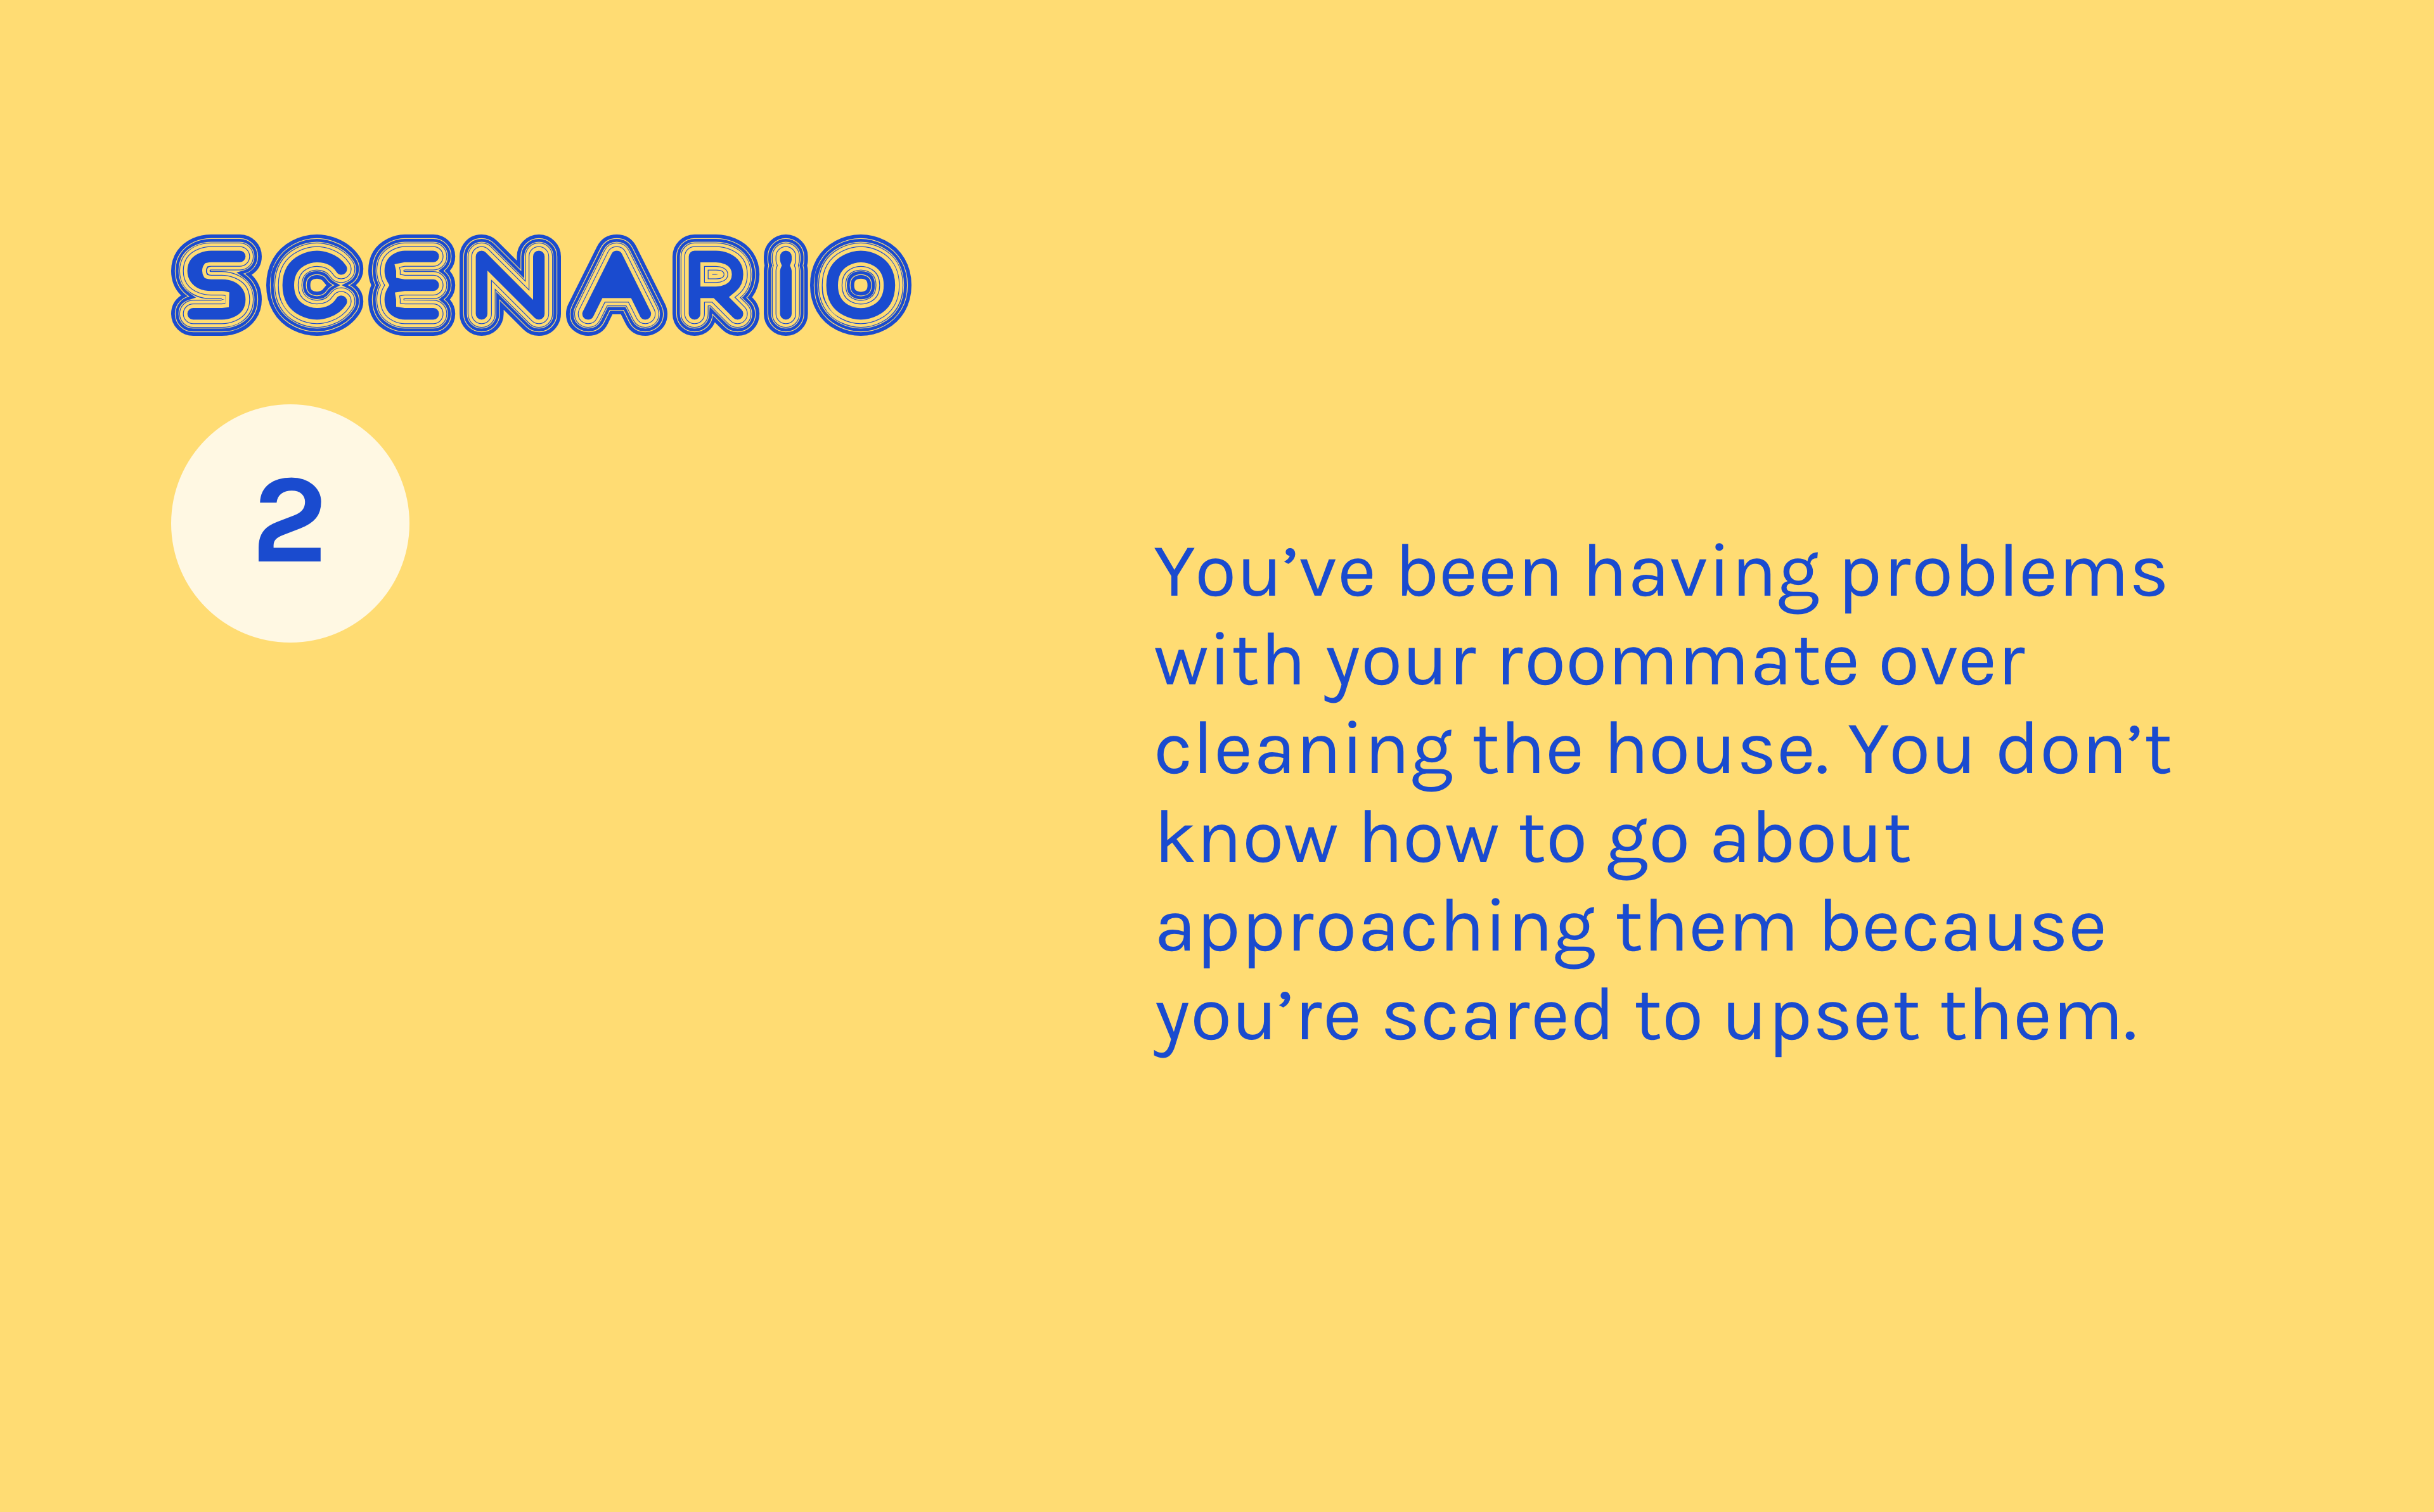 SCENARIO
2
You’ve been having problems
with your roommate over
cleaning the house. You don’t
know how to go about
approaching them because
you’re scared to upset them.